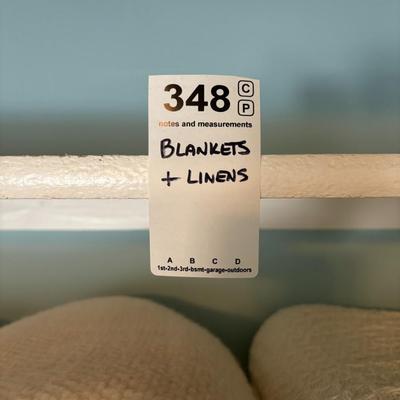 348 C
P
notes and measurements
BLANKETS
+ LINENS
A B C D
1st-2nd-3rd-bsmt-garage-outdoors